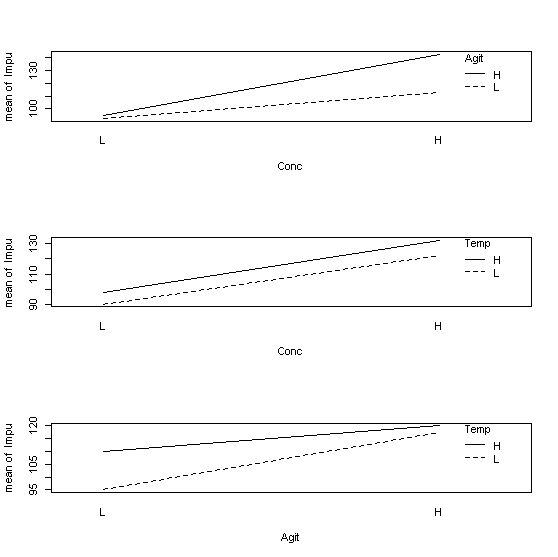 mean of Impu
100 130
Agit
H
L
L H
Conc
mean of Impu
90 110 130
Temp
H
L
L H
Conc
mean of Impu
95 105 120
Temp
H
L
L H
Agit